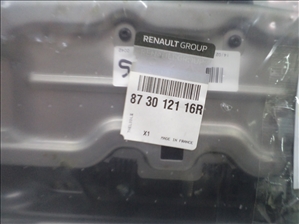 RENAULT GROUP
87 30 121 16R
X1
MADE IN FRANCE